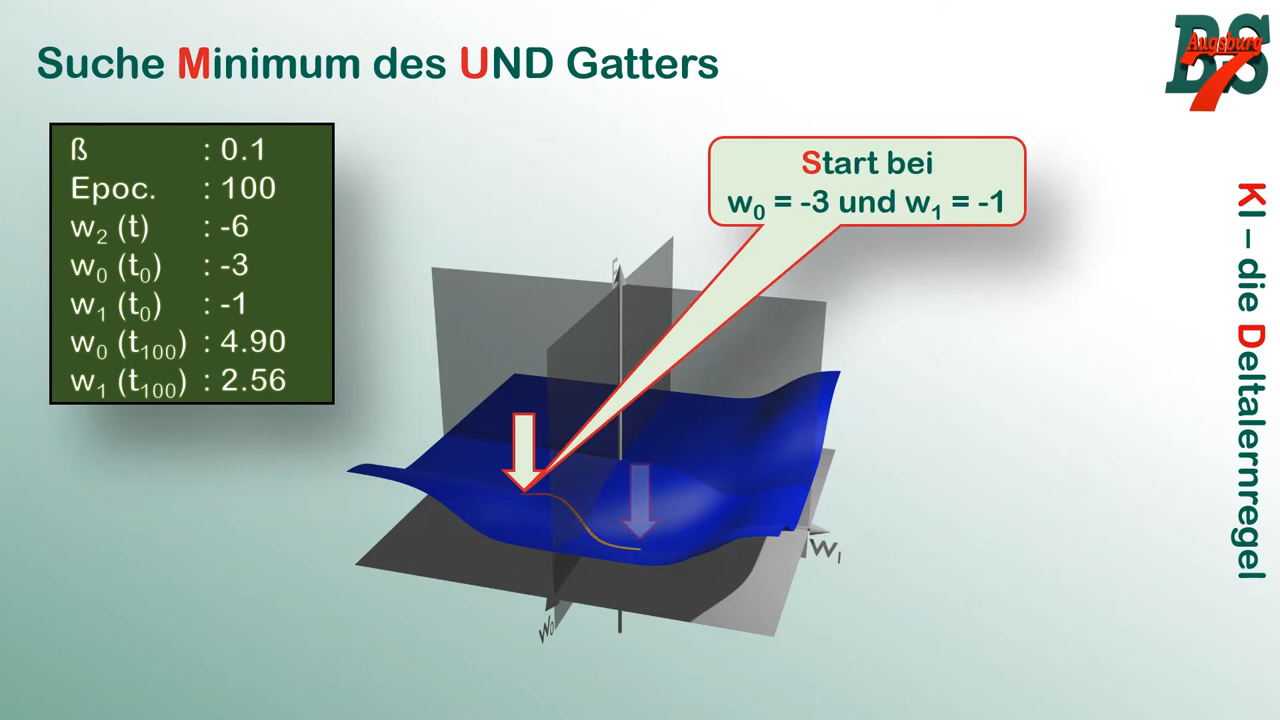 Suche Minimum des UND Gatters
BS
Augsburg
7
ß : 0.1
Epoc. : 100
w₂ (t) : -6
w₀ (t₀) : -3
w₁ (t₀) : -1
w₀ (t₁₀₀) : 4.90
w₁ (t₁₀₀) : 2.56
Start bei
w₀ = -3 und w₁ = -1
w₁
w₀
KI – die Deltalernregel